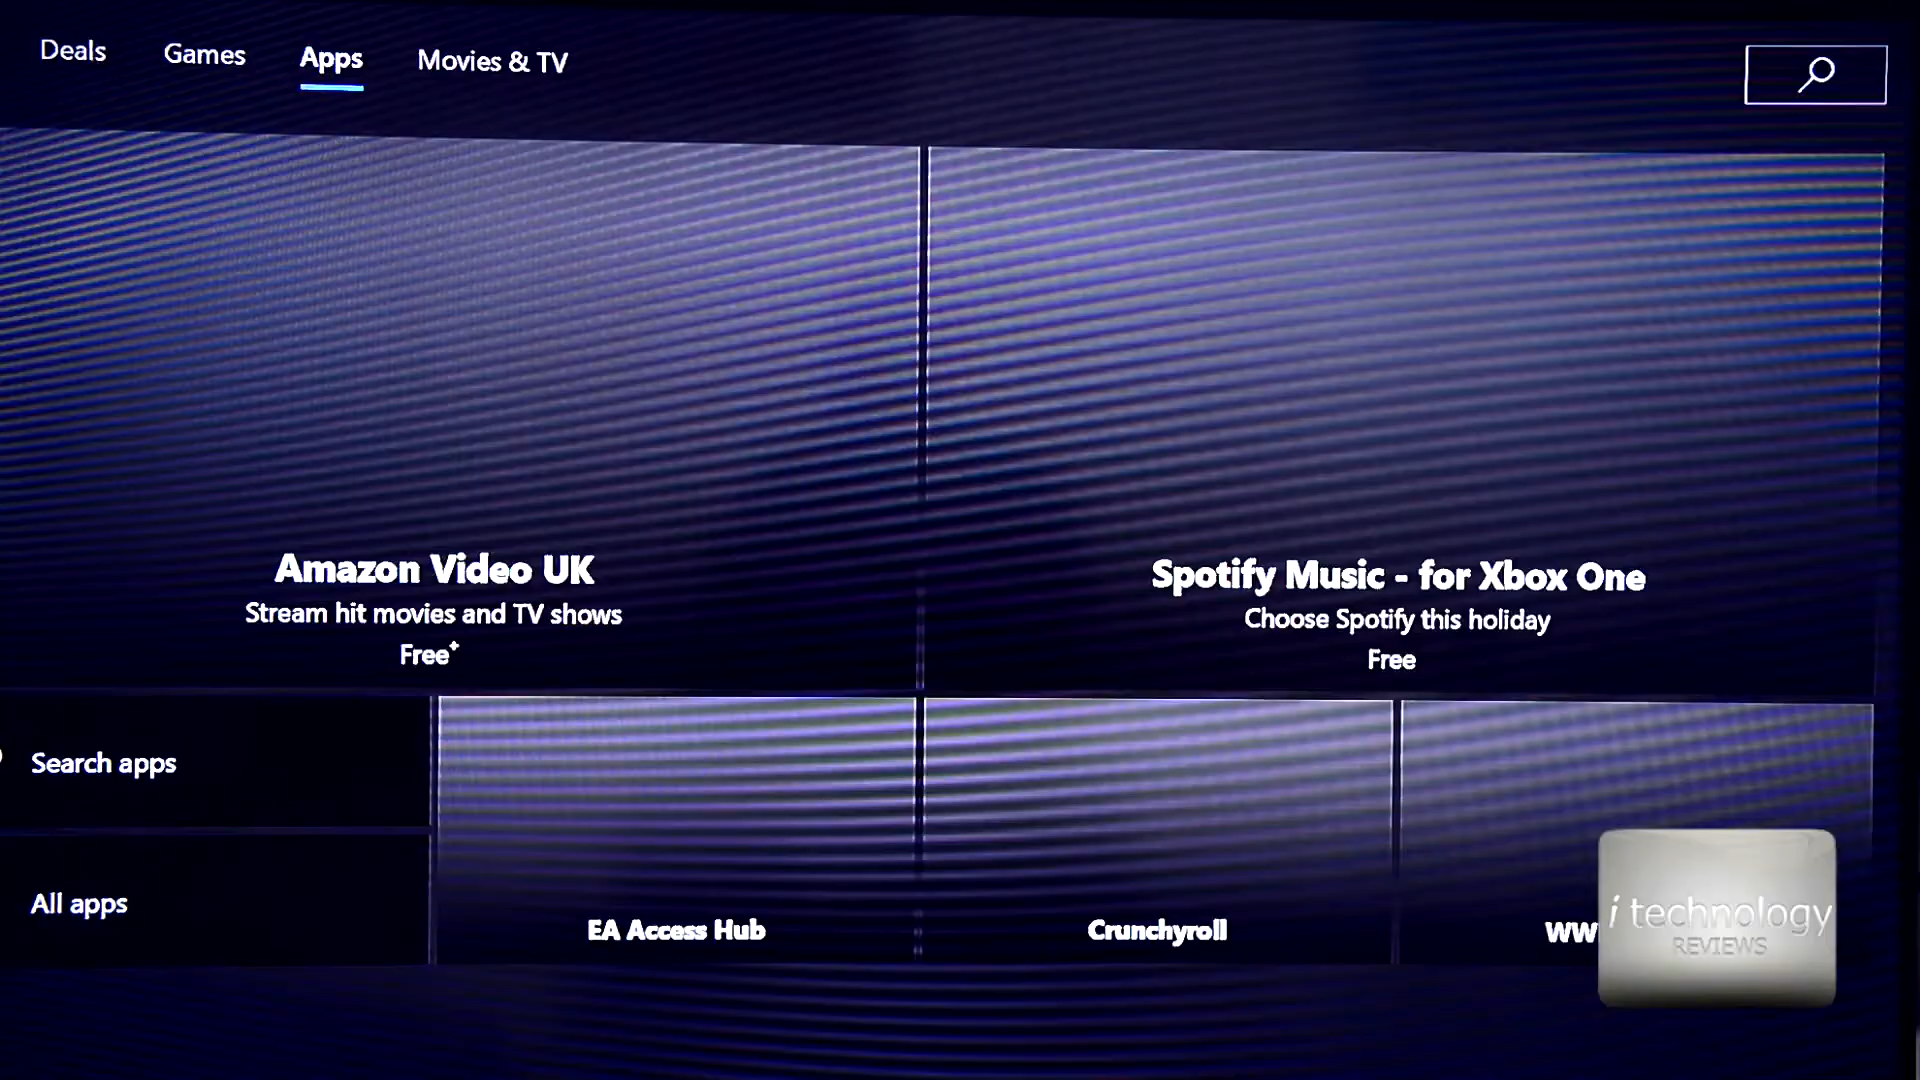 Deals
Games
Apps
Movies & TV
Amazon Video UK
Stream hit movies and TV shows
Free+
Spotify Music - for Xbox One
Choose Spotify this holiday
Free
Search apps
All apps
EA Access Hub
Crunchyroll
i technology
REVIEWS